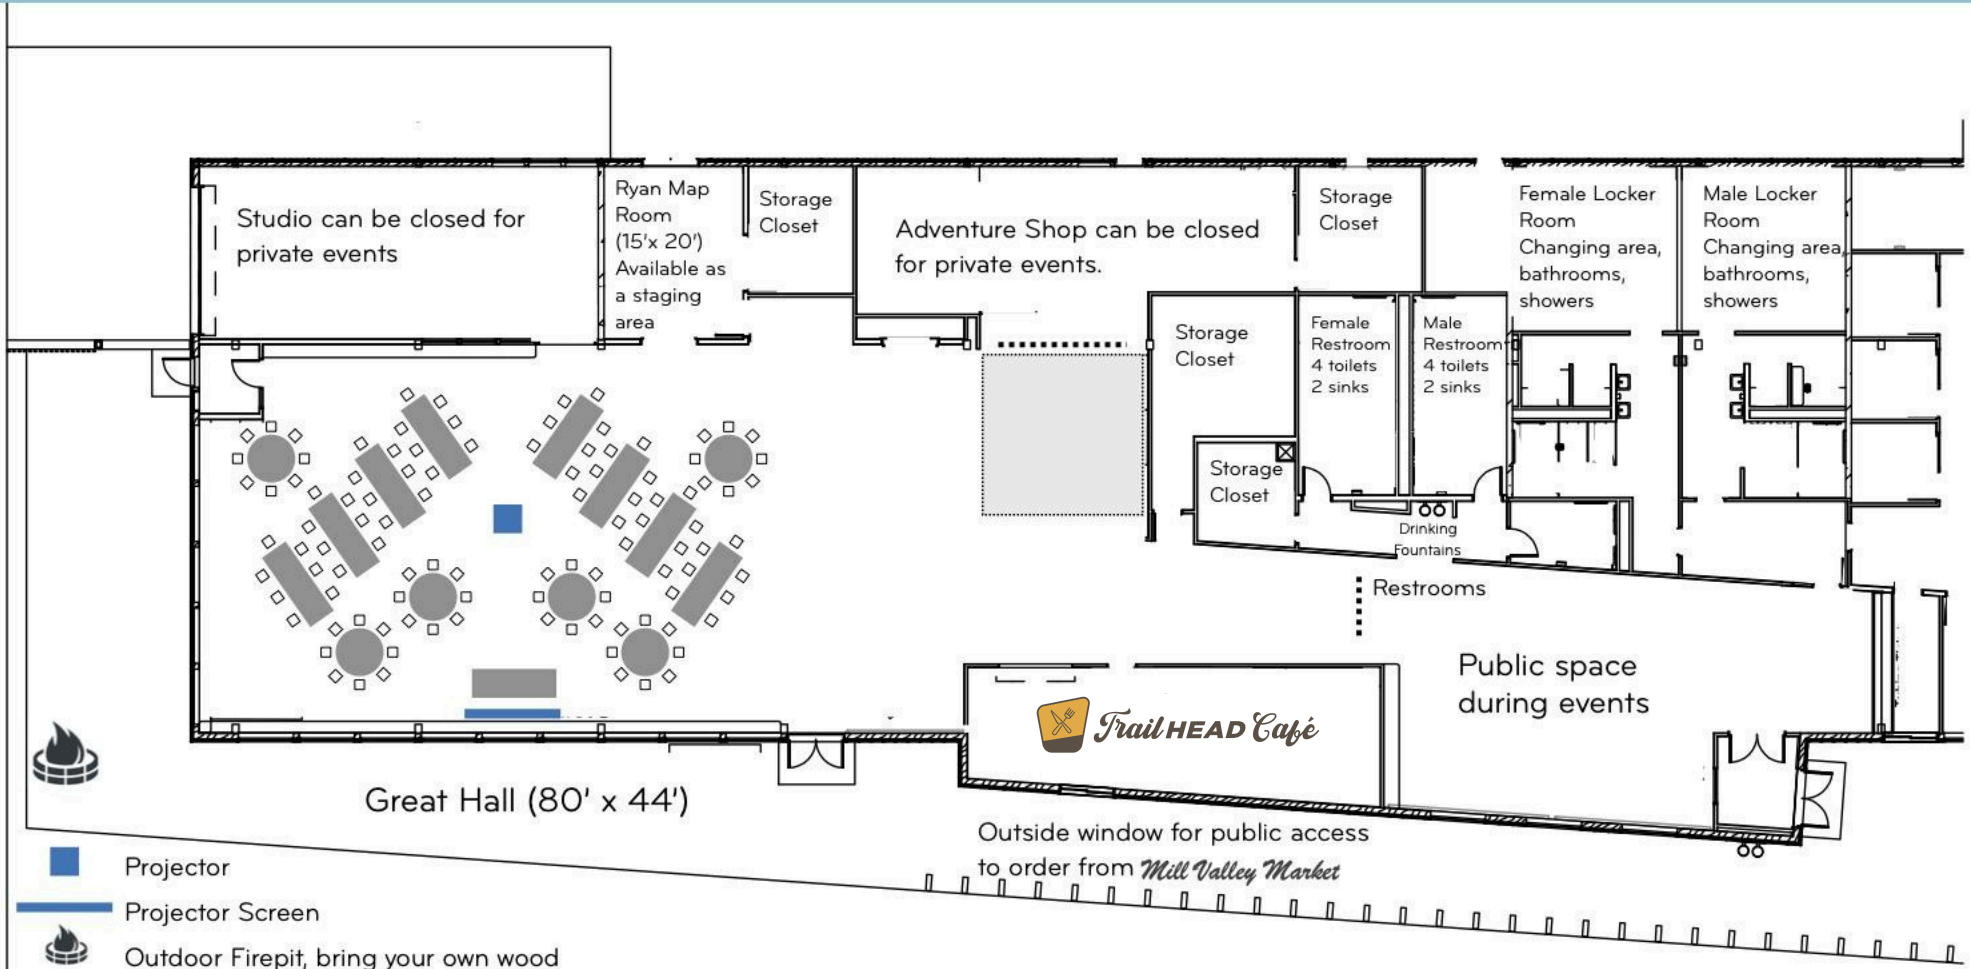 Studio can be closed for
private events
Ryan Map
Room
(15'x 20')
Available as
a staging
area
Storage
Closet
Adventure Shop can be closed
for private events.
Storage
Closet
Female Locker
Room
Changing area,
bathrooms,
showers
Male Locker
Room
Changing area,
bathrooms,
showers
Storage
Closet
Female
Restroom
4 toilets
2 sinks
Male
Restroom
4 toilets
2 sinks
Storage
Closet
Drinking
Fountains
Restrooms
Public space
during events
Trail HEAD Café
Great Hall (80' x 44')
Outside window for public access
to order from Mill Valley Market
Projector
Projector Screen
Outdoor Firepit, bring your own wood